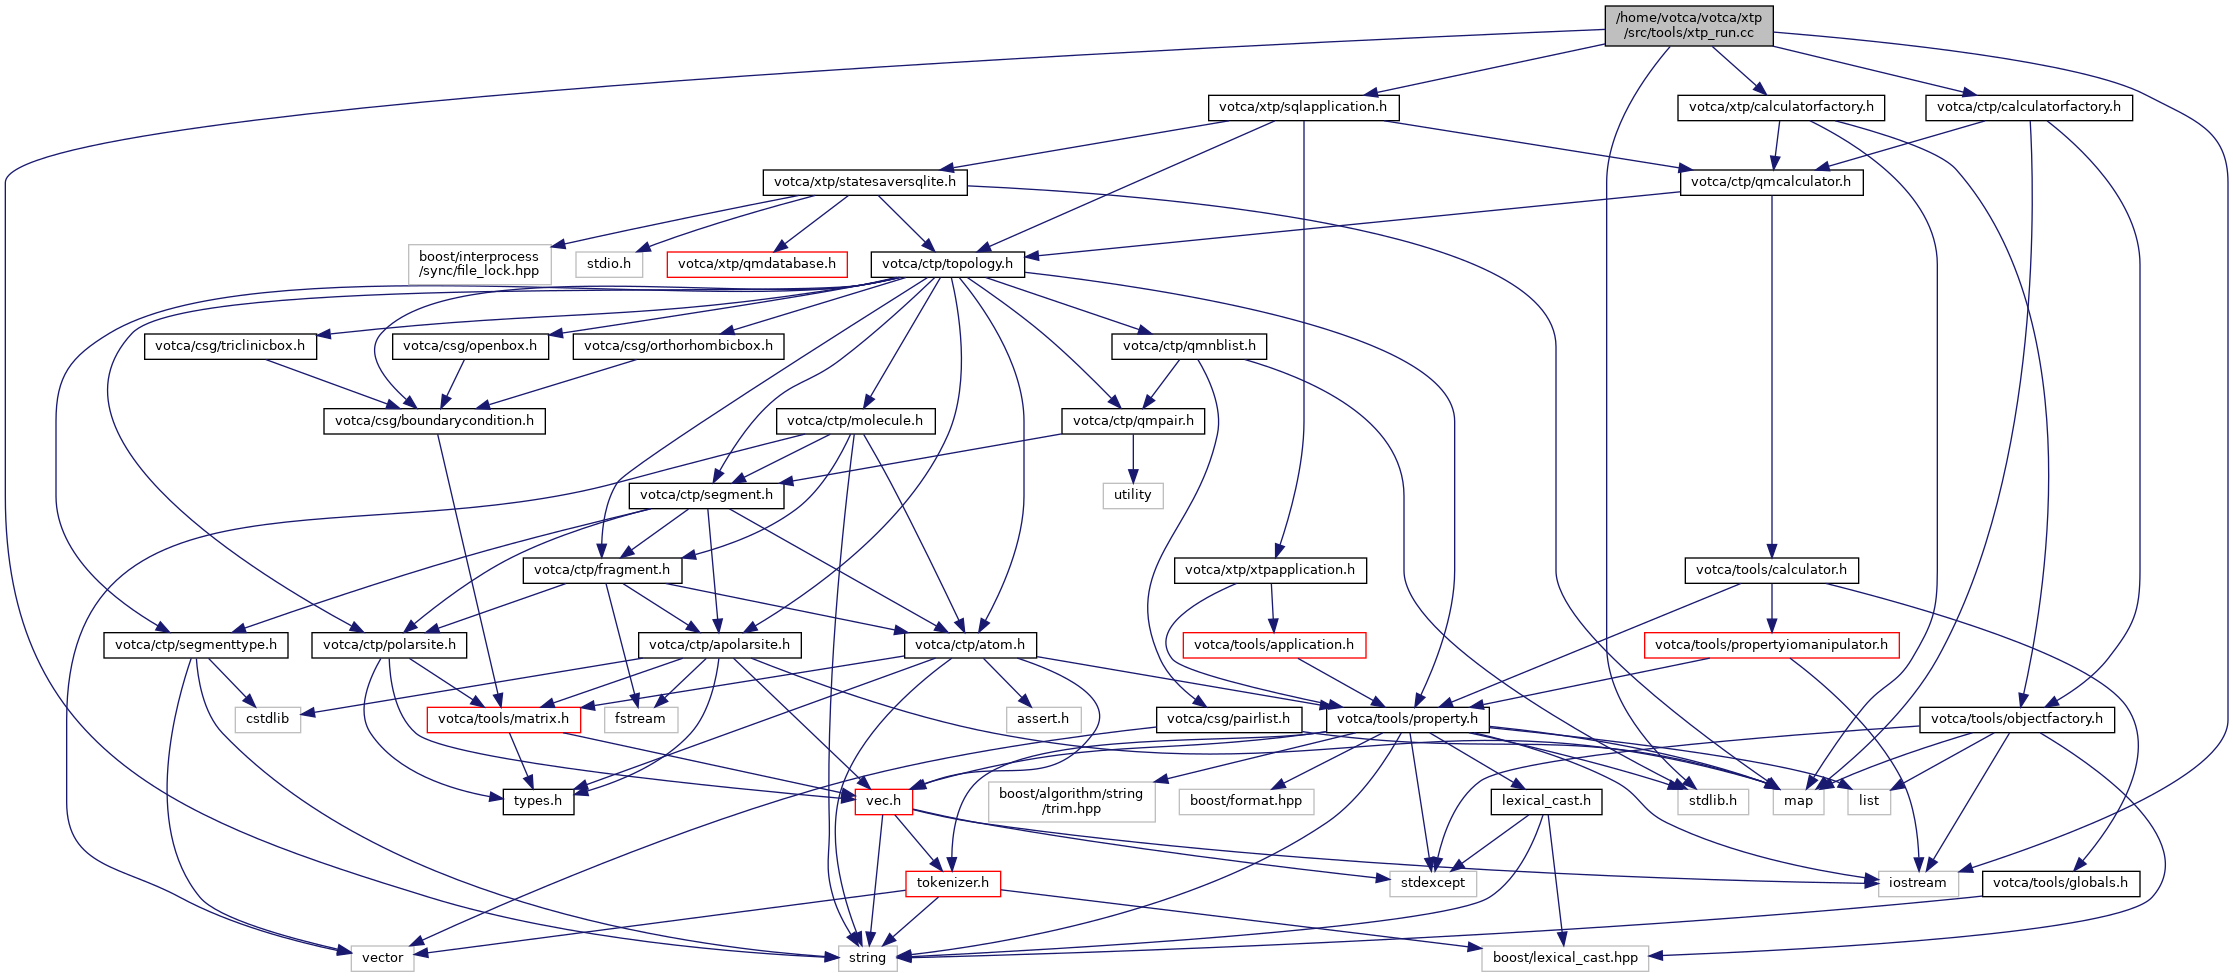 /home/votca/votca/xtp
/src/tools/xtp_run.cc
votca/xtp/sqlapplication.h
votca/xtp/calculatorfactory.h
votca/ctp/calculatorfactory.h
votca/xtp/statesaversqlite.h
votca/ctp/qmcalculator.h
boost/interprocess
/sync/file_lock.hpp
stdio.h
votca/xtp/qmdatabase.h
votca/ctp/topology.h
votca/csg/triclinicbox.h
votca/csg/openbox.h
votca/csg/orthorhombicbox.h
votca/ctp/qmnblist.h
votca/csg/boundarycondition.h
votca/ctp/molecule.h
votca/ctp/qmpair.h
votca/ctp/segment.h
utility
votca/ctp/fragment.h
votca/xtp/xtpapplication.h
votca/tools/calculator.h
votca/ctp/segmenttype.h
votca/ctp/polarsite.h
votca/ctp/apolarsite.h
votca/ctp/atom.h
votca/tools/application.h
votca/tools/propertyiomanipulator.h
cstdlib
votca/tools/matrix.h
fstream
assert.h
votca/csg/pairlist.h
votca/tools/property.h
votca/tools/objectfactory.h
types.h
vec.h
boost/algorithm/string
/trim.hpp
boost/format.hpp
lexical_cast.h
stdlib.h
map
list
tokenizer.h
stdexcept
iostream
votca/tools/globals.h
vector
string
boost/lexical_cast.hpp